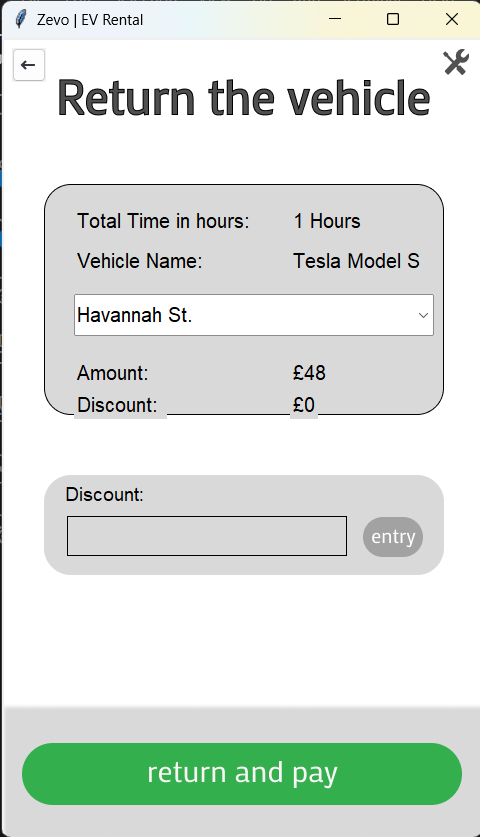 Zevo | EV Rental
Return the vehicle
Total Time in hours: 1 Hours
Vehicle Name: Tesla Model S
Havannah St.
Amount: £48
Discount: £0
Discount:
entry
return and pay